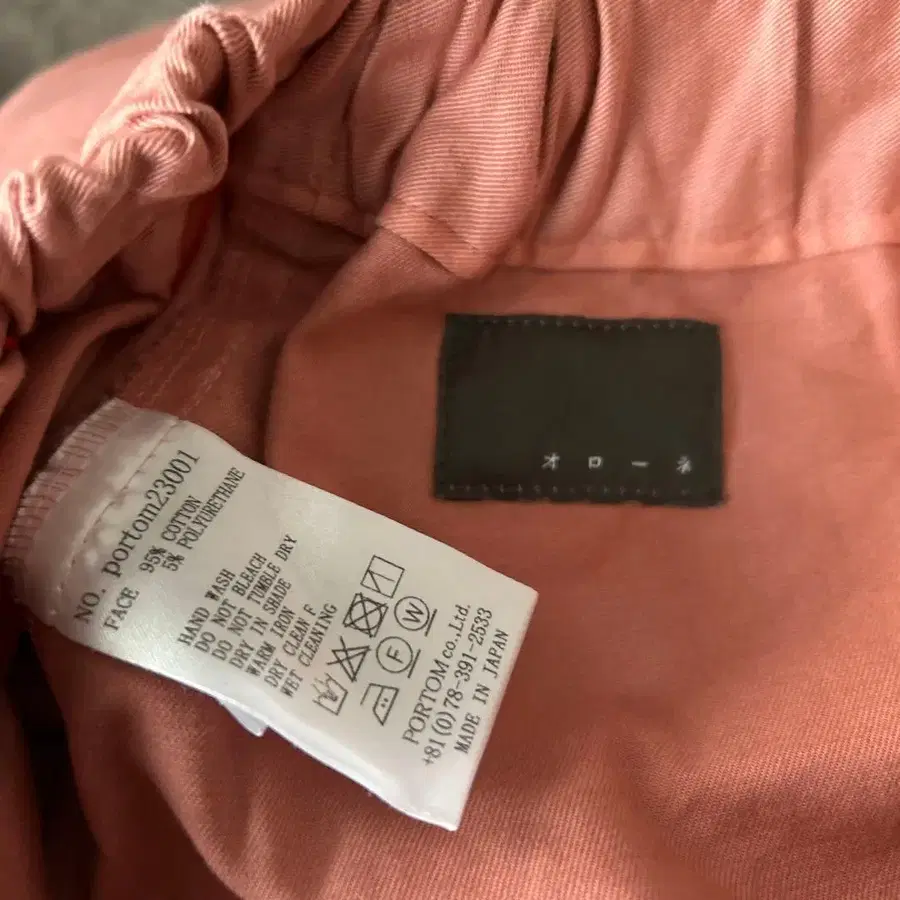 オローネ
NO. portom23001
FACE 95% COTTON
5% POLYURETHANE
HAND WASH
DO NOT BLEACH
DO NOT TUMBLE DRY
DRY IN SHADE
WARM IRON
DRY CLEAN F
WET CLEANING
F W
PORTOM co.,Ltd.
+81(0)78-391-2533
MADE IN JAPAN